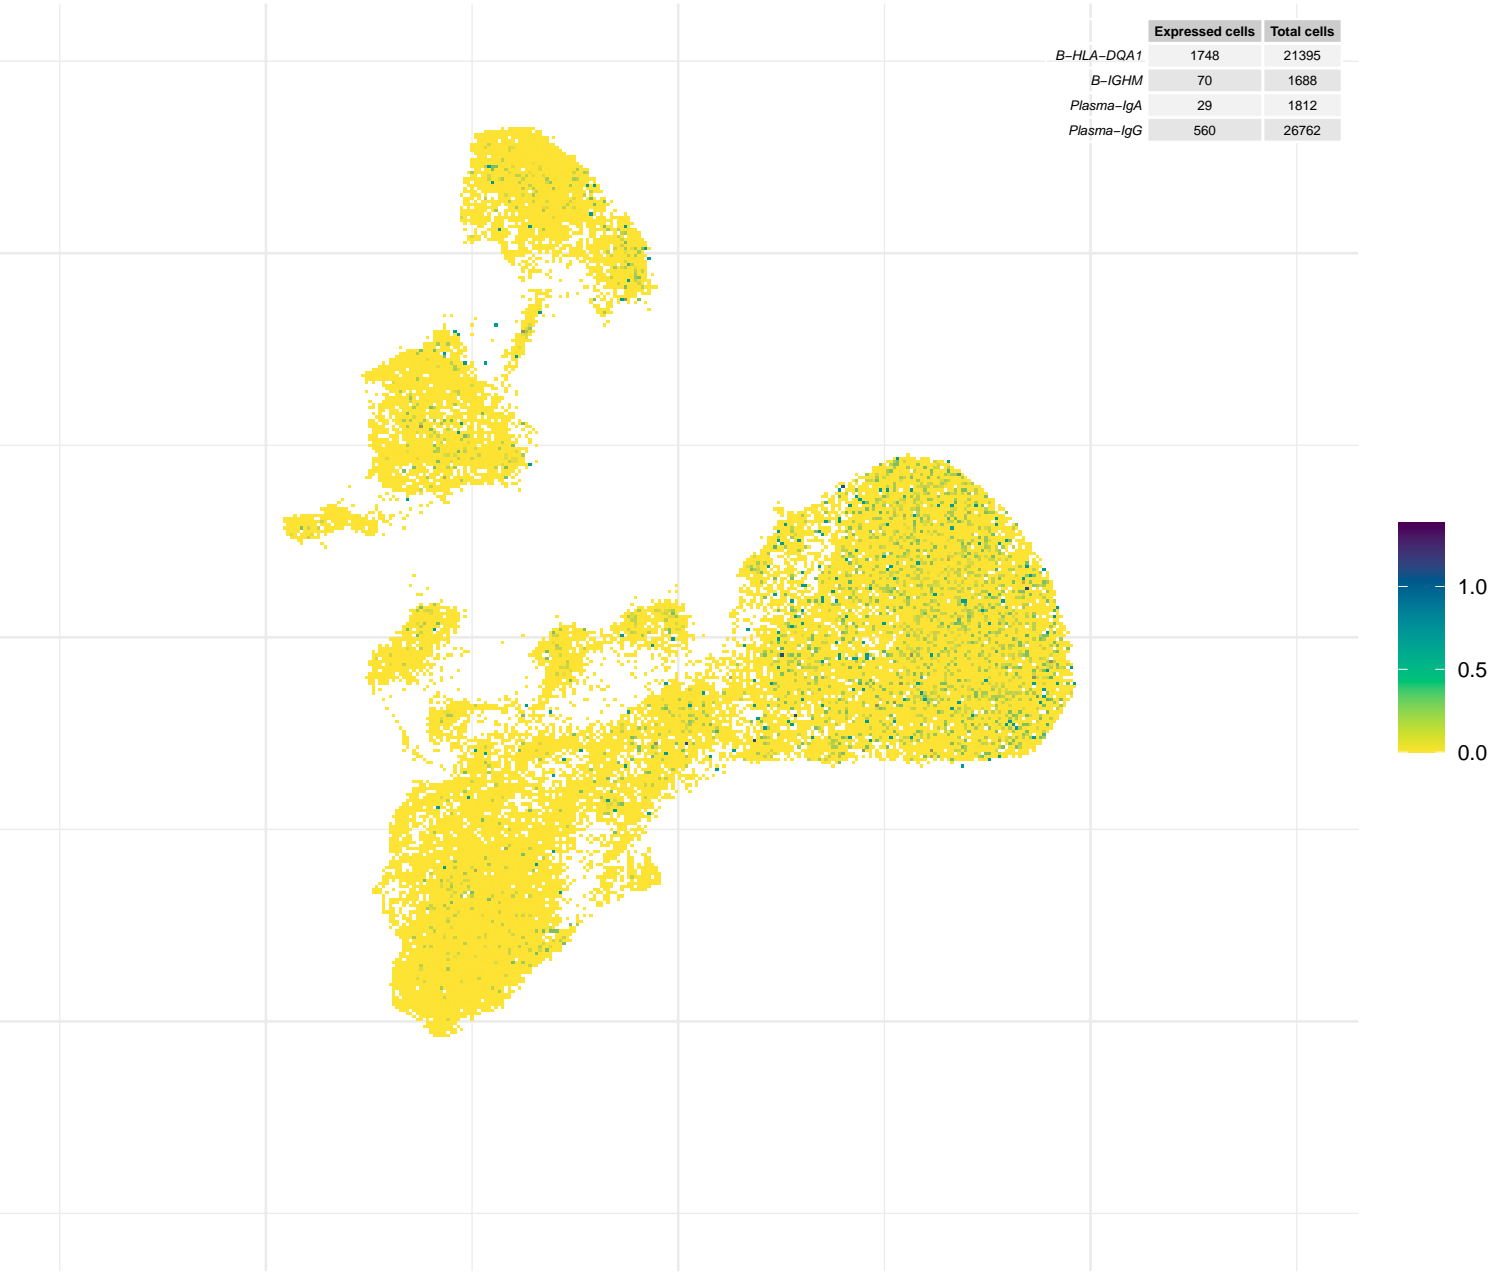 Expressed cells Total cells
B−HLA−DQA1 1748 21395
B−IGHM 70 1688
Plasma−IgA 29 1812
Plasma−IgG 560 26762
1.0
0.5
0.0